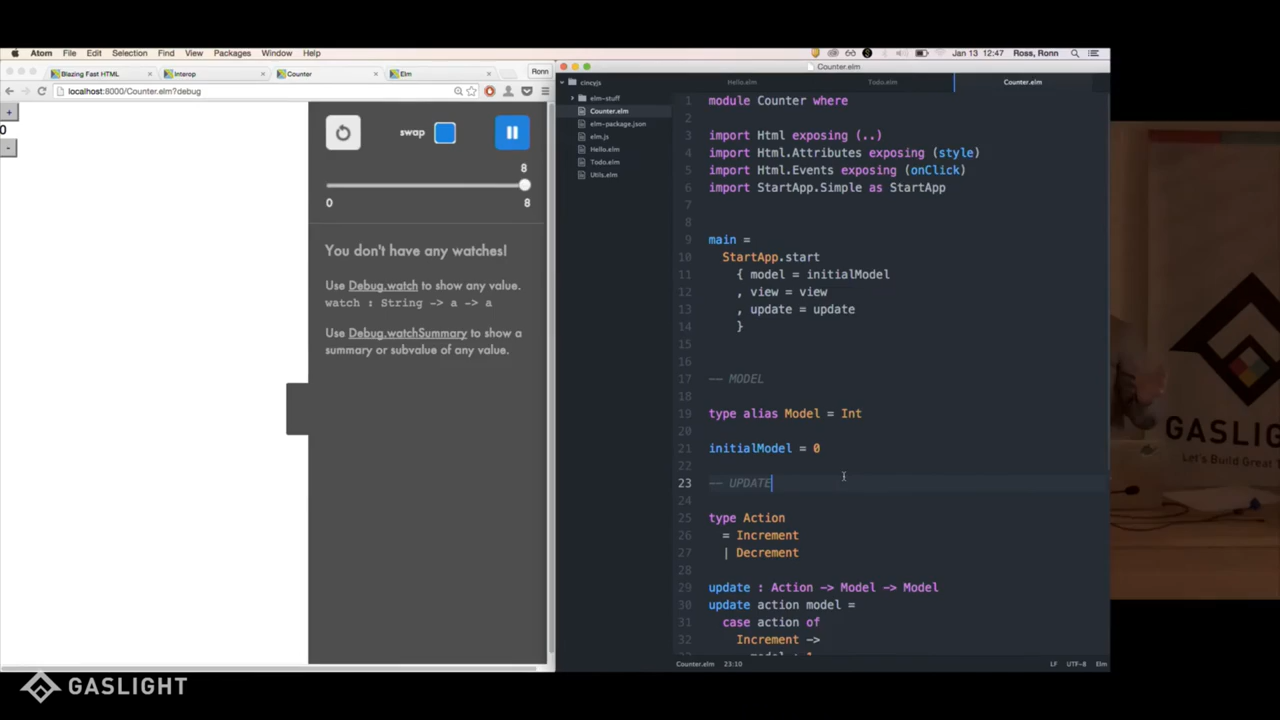 Atom File Edit Selection Find View Packages Window Help Jan 13 12:47 Ross, Ronn
Blazing Fast HTML Interop Counter Elm Ronn
localhost:8000/Counter.elm?debug
+
0
-
swap
8
0 8
You don't have any watches!
Use Debug.watch to show any value.
watch : String -> a -> a
Use Debug.watchSummary to show a
summary or subvalue of any value.
Counter.elm
cincyjs
elm-stuff
Counter.elm
elm-package.json
elm.js
Hello.elm
Todo.elm
Utils.elm
Hello.elm Todo.elm Counter.elm
1 module Counter where
2
3 import Html exposing (..)
4 import Html.Attributes exposing (style)
5 import Html.Events exposing (onClick)
6 import StartApp.Simple as StartApp
7
8
9 main =
10 StartApp.start
11 { model = initialModel
12 , view = view
13 , update = update
14 }
15
16
17 -- MODEL
18
19 type alias Model = Int
20
21 initialModel = 0
22
23 -- UPDATE
24
25 type Action
26 = Increment
27 | Decrement
28
29 update : Action -> Model -> Model
30 update action model =
31 case action of
32 Increment ->
Counter.elm 23:10 LF UTF-8 Elm
GASLIGHT
Let's Build Great
GASLIGHT